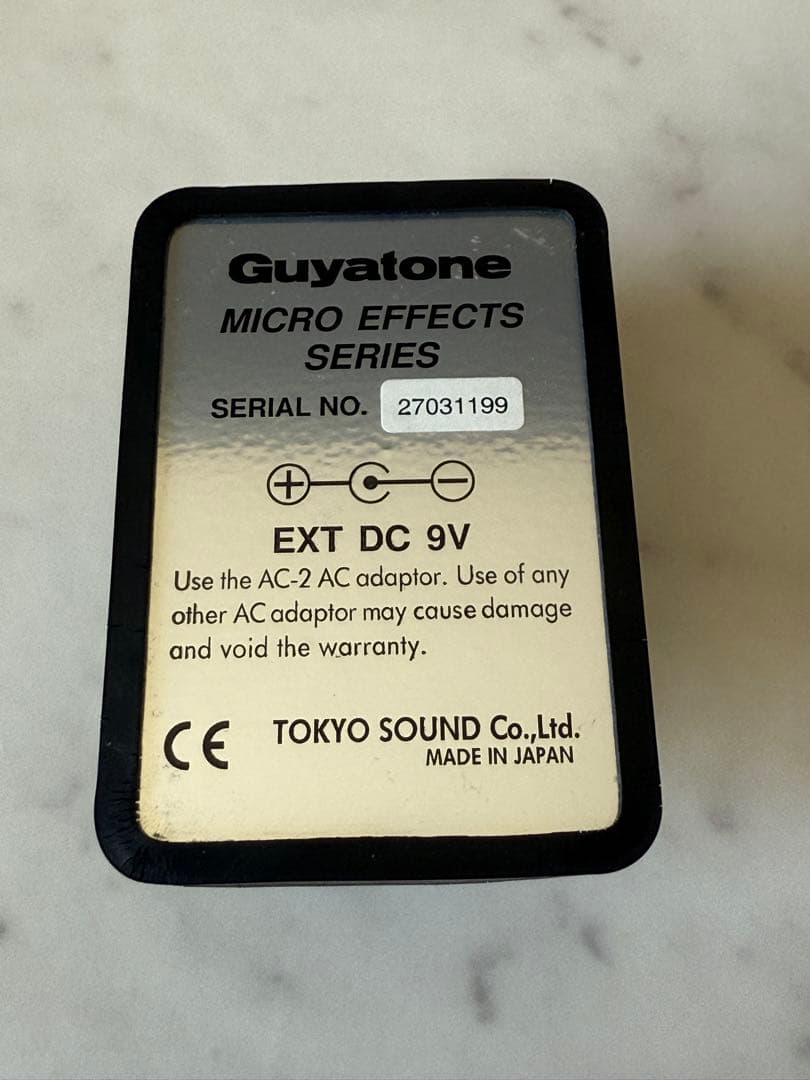 Guyatone
MICRO EFFECTS
SERIES
SERIAL NO. 27031199
+ -
EXT DC 9V
Use the AC-2 AC adaptor. Use of any
other AC adaptor may cause damage
and void the warranty.
CE TOKYO SOUND Co.,Ltd.
MADE IN JAPAN